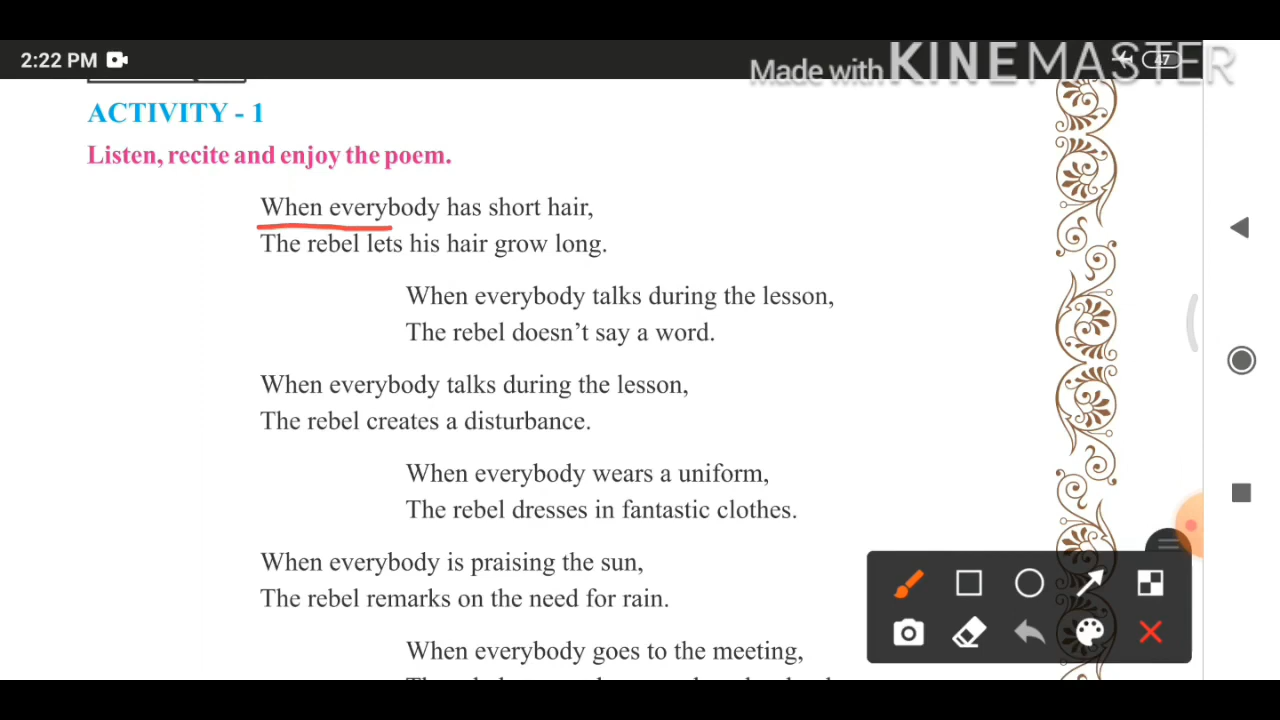 2:22 PM
Made with KINEMASTER
47
ACTIVITY - 1
Listen, recite and enjoy the poem.
When everybody has short hair,
The rebel lets his hair grow long.
When everybody talks during the lesson,
The rebel doesn't say a word.
When everybody talks during the lesson,
The rebel creates a disturbance.
When everybody wears a uniform,
The rebel dresses in fantastic clothes.
When everybody is praising the sun,
The rebel remarks on the need for rain.
When everybody goes to the meeting,